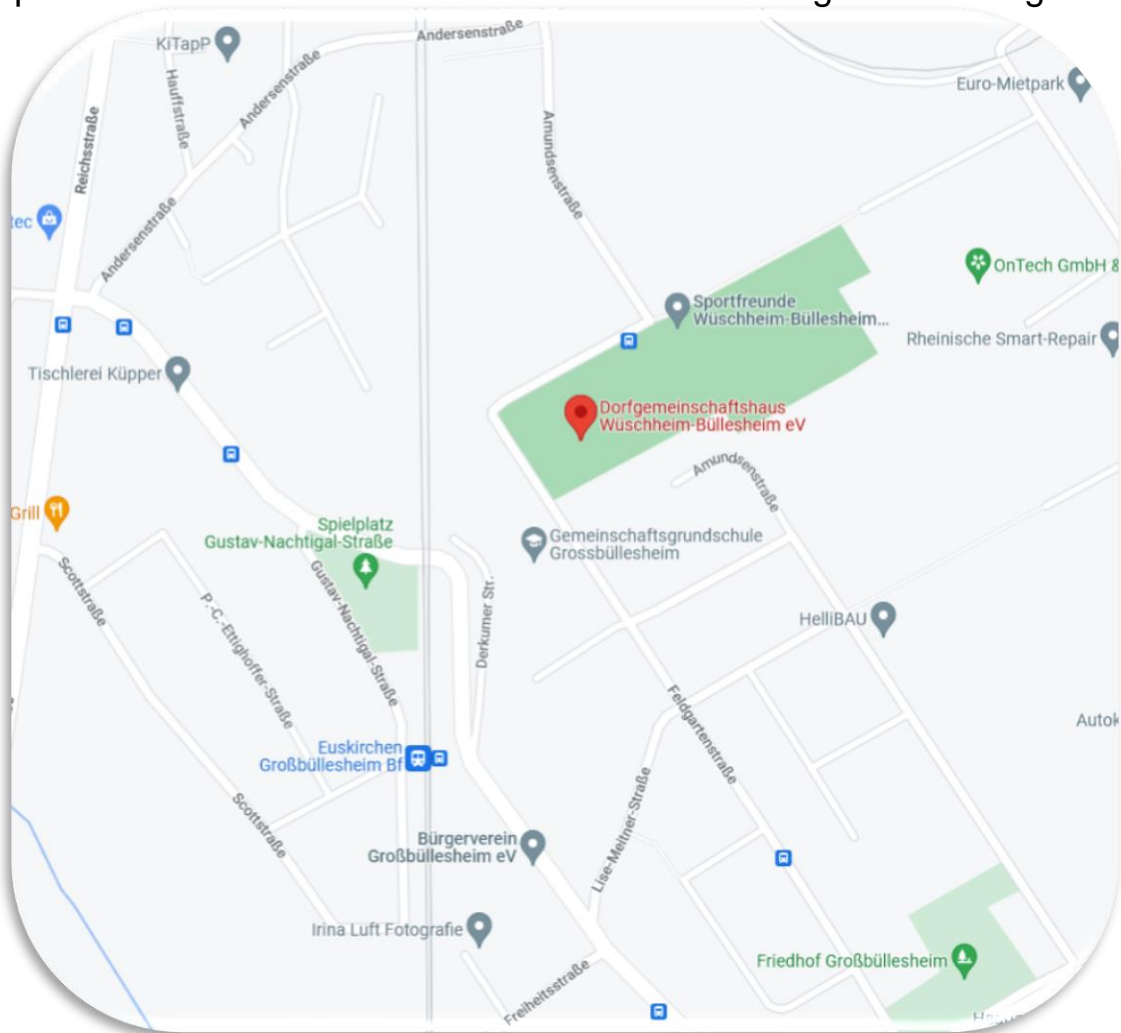 Andersenstraße
KiTapP
Hauffstraße
Andersenstraße
Euro-Mietpark
Reichsstraße
Amundsenstraße
Andersenstraße
OnTech GmbH &
Sportfreunde
Wüschheim-Büllesheim...
Rheinische Smart-Repair
Tischlerei Küpper
Dorfgemeinschaftshaus
Wüschheim-Büllesheim eV
Amundsenstraße
Grill
Spielplatz
Gustav-Nachtigal-Straße
Gemeinschaftsgrundschule
Grossbüllesheim
Scottstraße
P.-C.-Ettighoffer-Straße
Gustav-Nachtigal-Straße
Derkumer Str.
HelliBAU
Feldgartenstraße
Euskirchen
Großbüllesheim Bf
Scottstraße
Lise-Meitner-Straße
Bürgerverein
Großbüllesheim eV
Irina Luft Fotografie
Friedhof Großbüllesheim
Freiheitsstraße